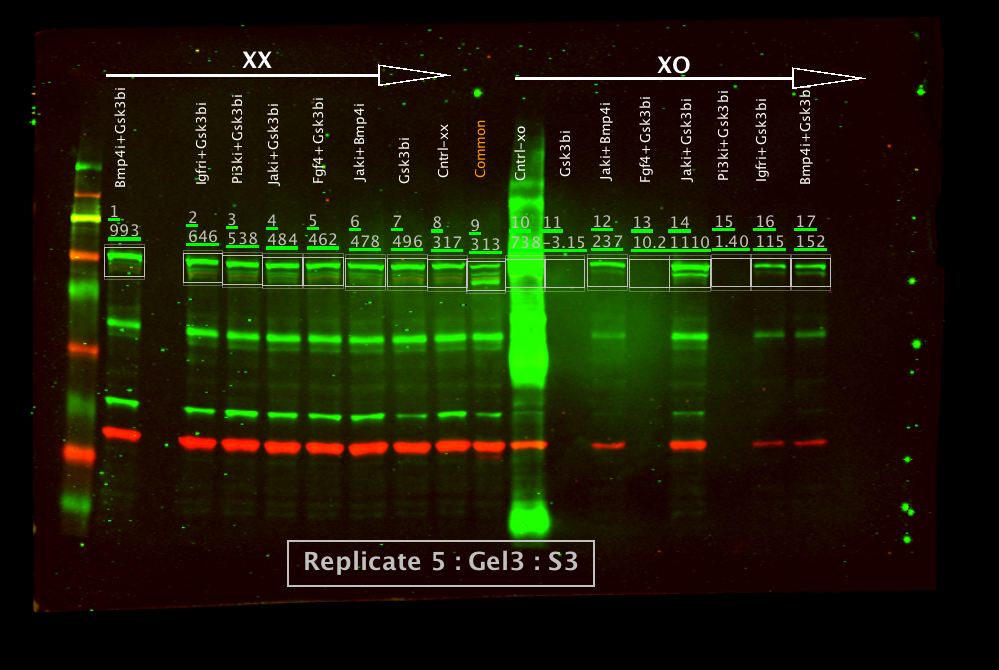 XX
XO
Bmp4i+Gsk3bi
Igfri+Gsk3bi
Pi3ki+Gsk3bi
Jaki+Gsk3bi
Fgf4+Gsk3bi
Jaki+Bmp4i
Gsk3bi
Cntrl-xx
Common
Cntrl-xo
Gsk3bi
Jaki+Bmp4i
Fgf4+Gsk3bi
Jaki+Gsk3bi
Pi3ki+Gsk3bi
Igfri+Gsk3bi
Bmp4i+Gsk3bi
1 2 3 4 5 6 7 8 9 10 11 12 13 14 15 16 17
993 646 538 484 462 478 496 317 313 738 -3.15 237 10.2 1110 1.40 115 152
Replicate 5 : Gel3 : S3